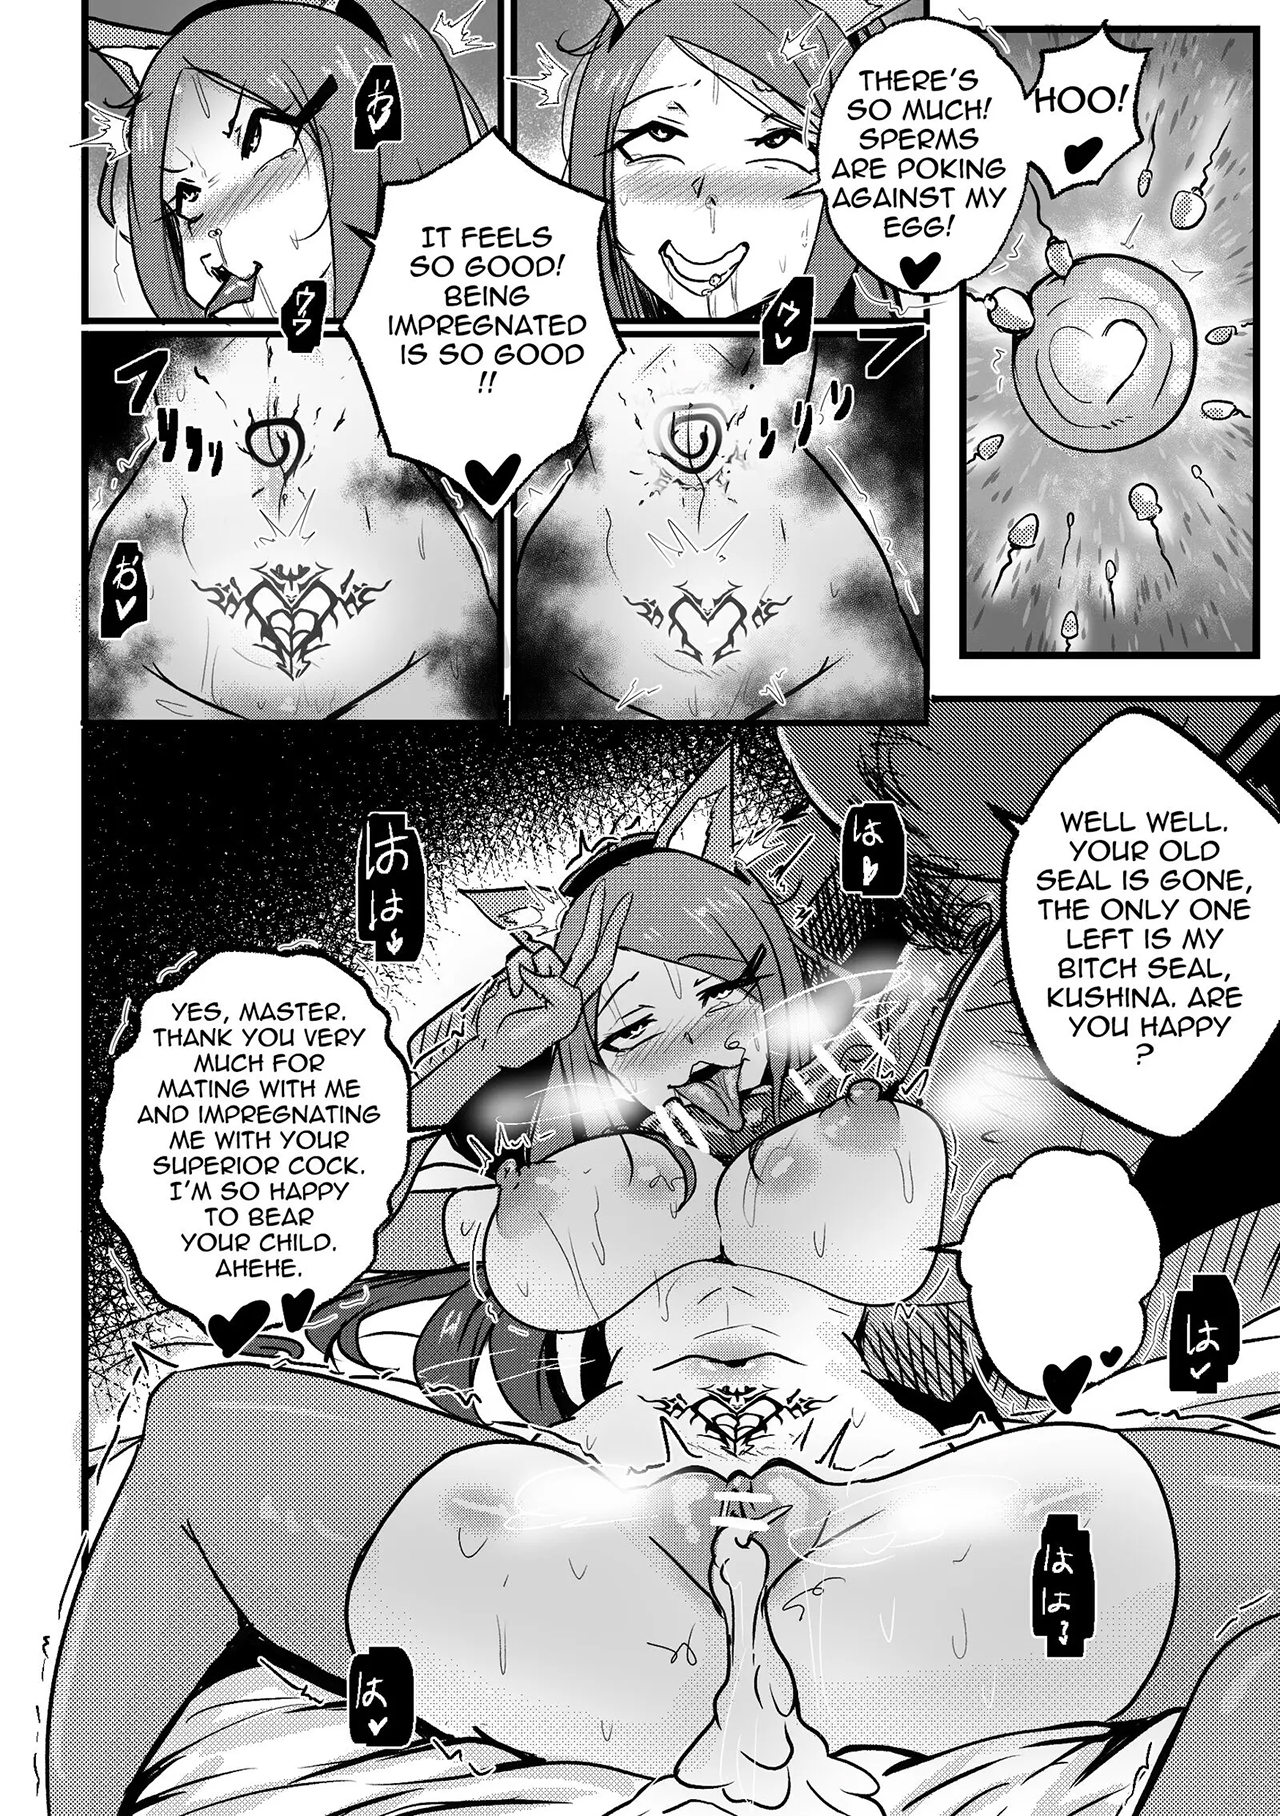 HOO!
THERE'S
SO MUCH!
SPERMS
ARE POKING
AGAINST MY
EGG!
IT FEELS
SO GOOD!
BEING
IMPREGNATED
IS SO GOOD
!!
お
ウウ
ウ
お
WELL WELL.
YOUR OLD
SEAL IS GONE,
THE ONLY ONE
LEFT IS MY
BITCH SEAL,
KUSHINA. ARE
YOU HAPPY
?
は
はは
YES, MASTER.
THANK YOU VERY
MUCH FOR
MATING WITH ME
AND IMPREGNATING
ME WITH YOUR
SUPERIOR COCK.
I'M SO HAPPY
TO BEAR
YOUR CHILD.
AHEHE.
は
はは
は